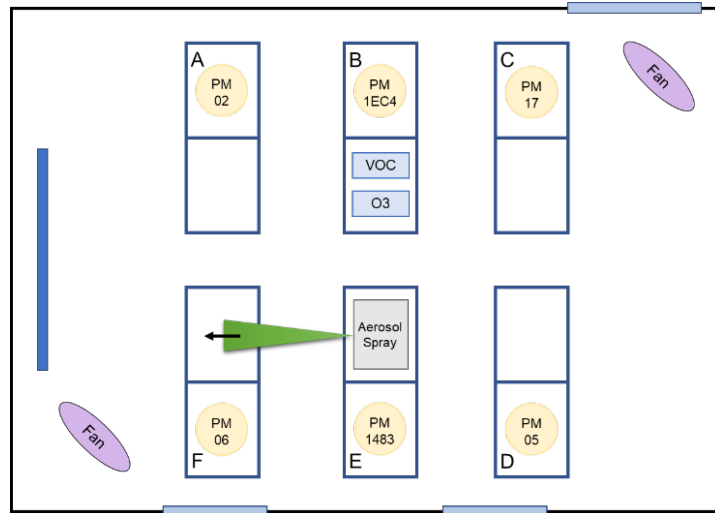 A
PM
02
B
PM
1EC4
C
PM
17
Fan
VOC
O3
Aerosol
Spray
Fan
PM
06
F
PM
1483
E
PM
05
D